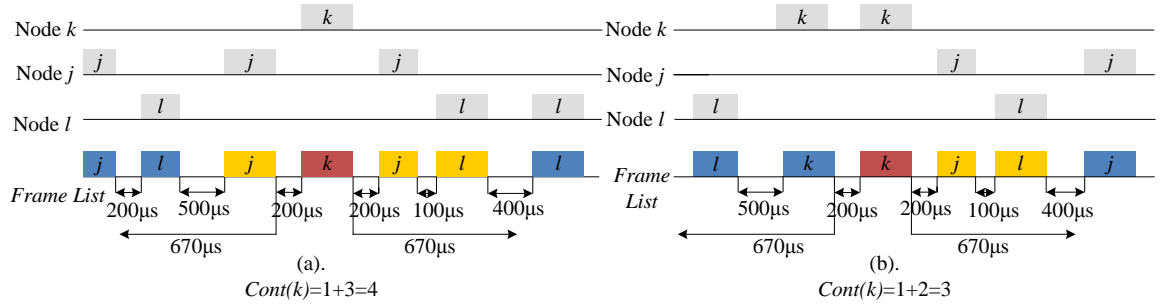 Node k k
Node j j j j
Node l l l l
Frame List j l j k j l l
200μs 500μs 200μs 200μs 100μs 400μs
670μs 670μs
(a).
Cont(k)=1+3=4
Node k k k
Node j j j
Node l l l
Frame List l k k j l j
500μs 200μs 200μs 100μs 400μs
670μs 670μs
(b).
Cont(k)=1+2=3